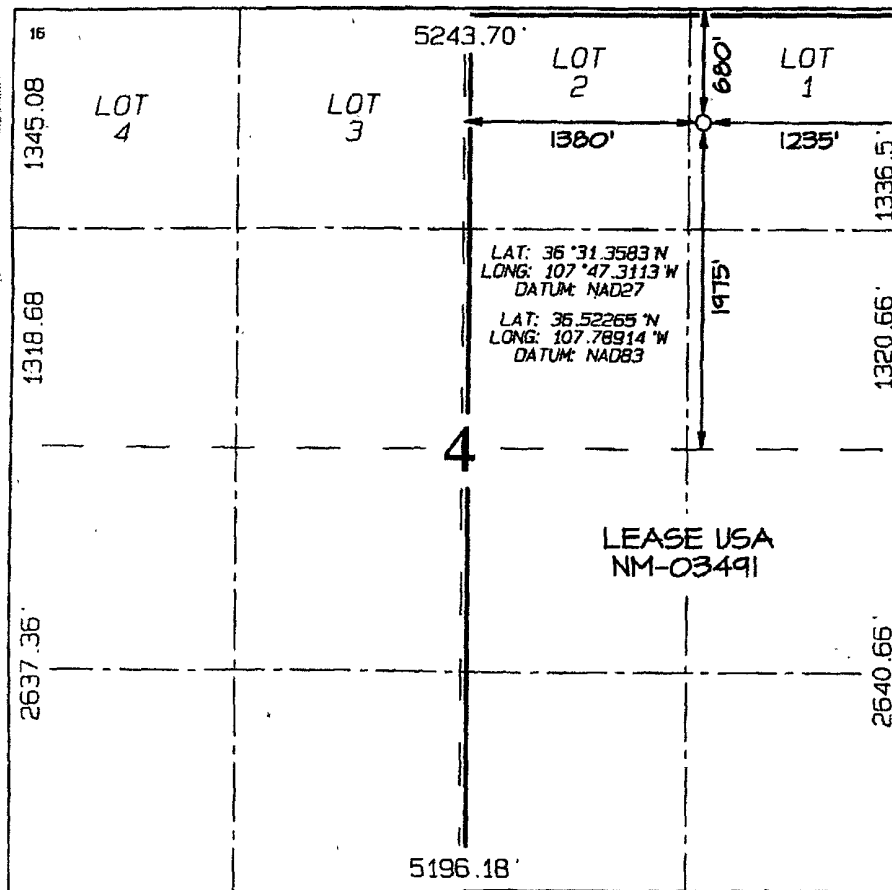 16
5243.70'
LOT
4
LOT
3
LOT
2
LOT
1
680'
1345.08
1380'
1235'
1336.5'
LAT: 36°31.3583'N
LONG: 107°47.3113'W
DATUM: NAD27
LAT: 36.52265°N
LONG: 107.78914°W
DATUM: NAD83
1975'
1318.68
1320.66'
4
LEASE USA
NM-03491
2637.36'
2640.66'
5196.18'